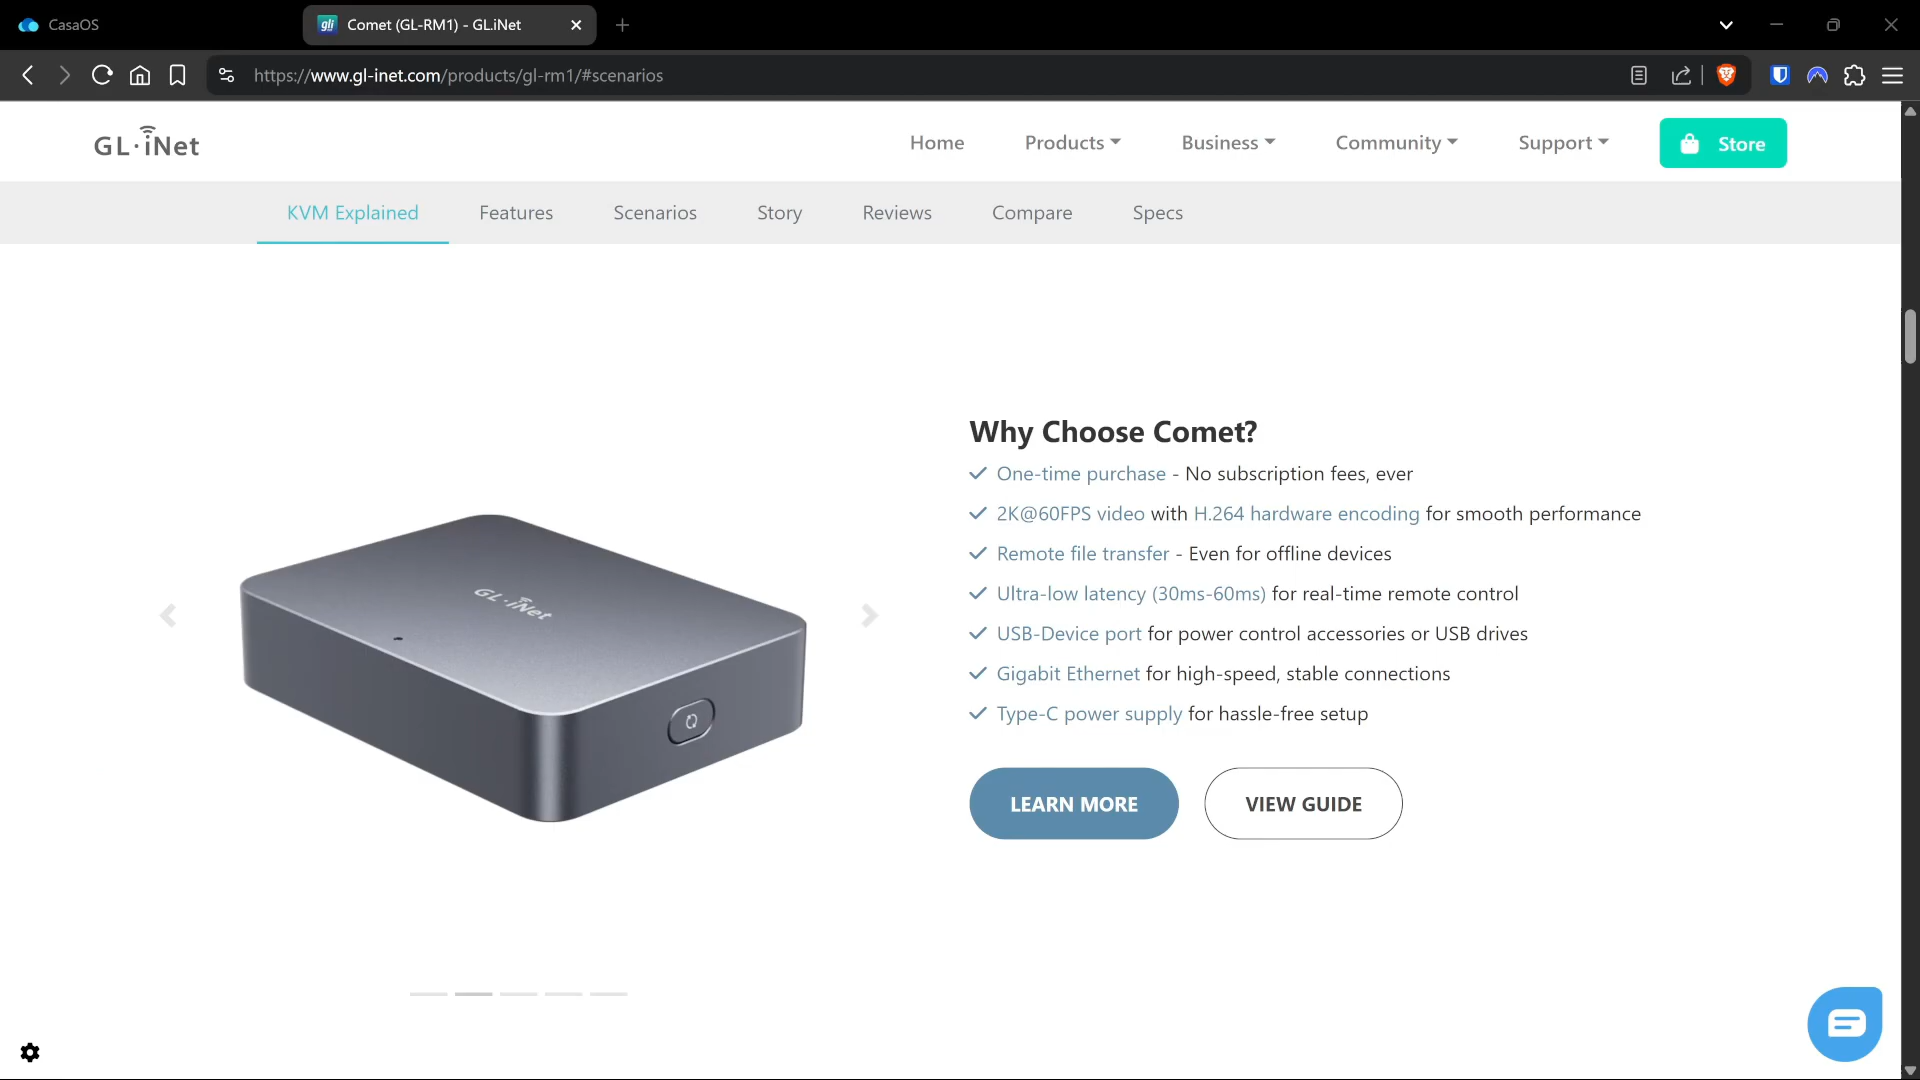 CasaOS
gli
Comet (GL-RM1) - GL.iNet
https://www.gl-inet.com/products/gl-rm1/#scenarios
GL·iNet
Home
Products
Business
Community
Support
Store
KVM Explained
Features
Scenarios
Story
Reviews
Compare
Specs
Why Choose Comet?
One-time purchase - No subscription fees, ever
2K@60FPS video with H.264 hardware encoding for smooth performance
Remote file transfer - Even for offline devices
Ultra-low latency (30ms-60ms) for real-time remote control
USB-Device port for power control accessories or USB drives
Gigabit Ethernet for high-speed, stable connections
Type-C power supply for hassle-free setup
GL·iNet
LEARN MORE
VIEW GUIDE